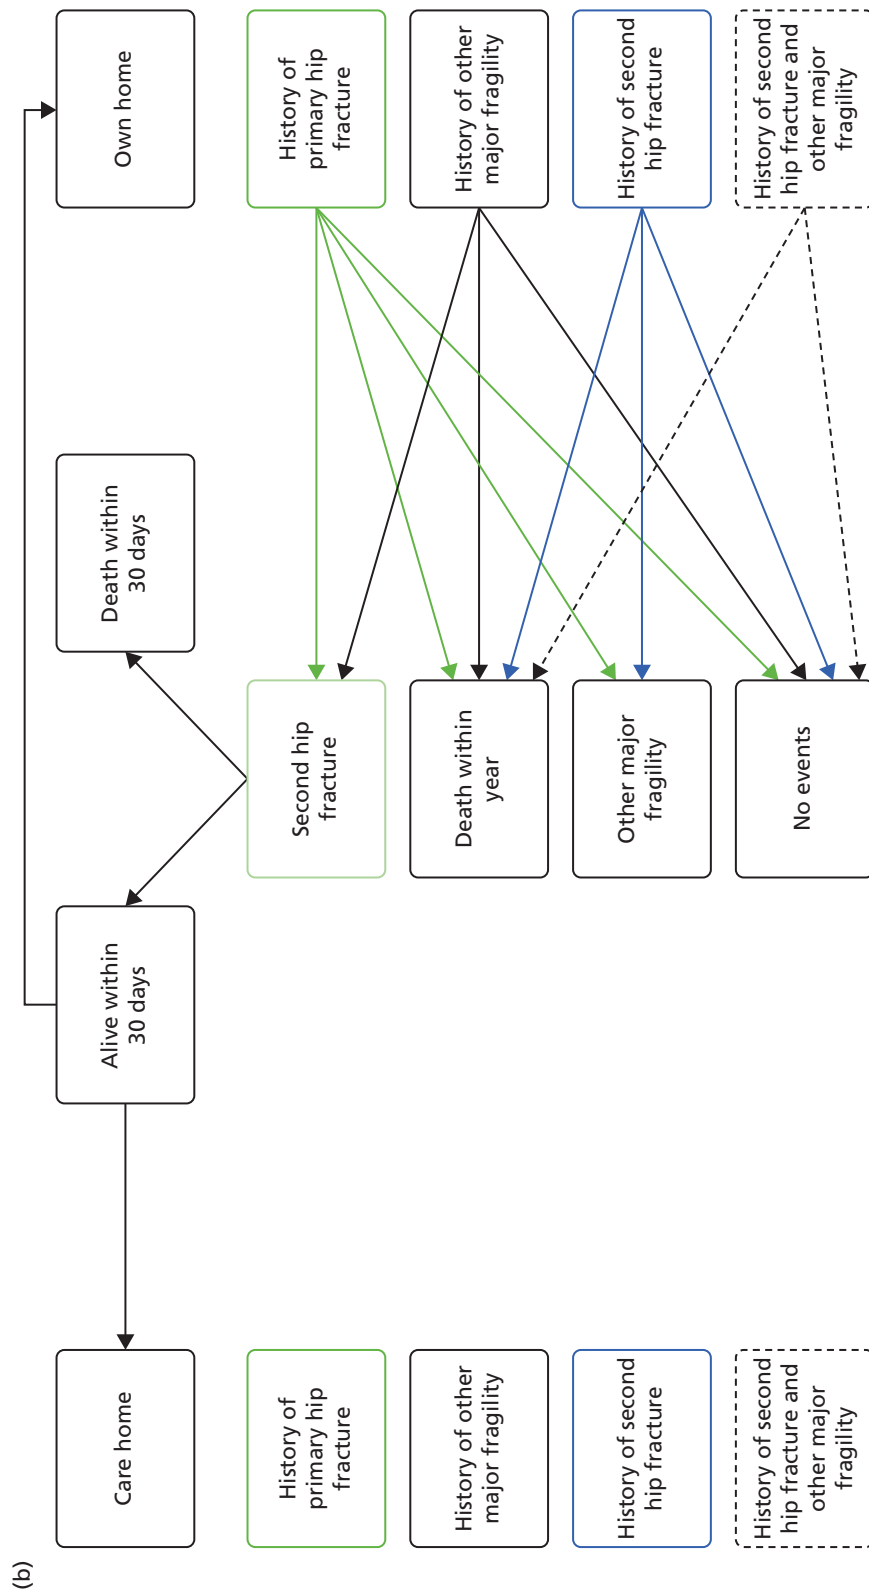 (b)
Care home
Alive within
30 days
Death within
30 days
Own home
History of
primary hip
fracture
Second hip
fracture
History of
primary hip
fracture
History of other
major fragility
Death within
year
History of other
major fragility
History of second
hip fracture
Other major
fragility
History of second
hip fracture
History of second
hip fracture and
other major
fragility
No events
History of second
hip fracture and
other major
fragility